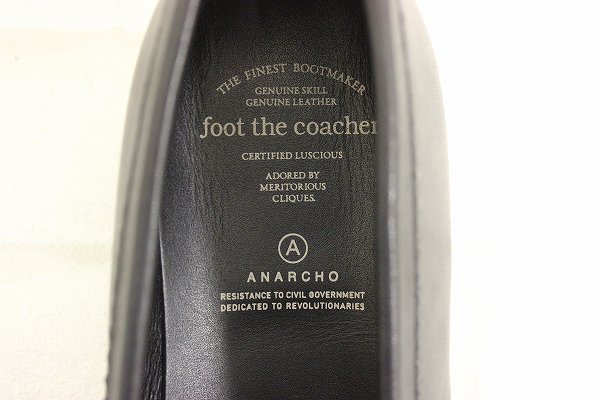 THE FINEST BOOTMAKER
GENUINE SKILL
GENUINE LEATHER
foot the coacher
CERTIFIED LUSCIOUS
ADORED BY
MERITORIOUS
CLIQUES.
A
ANARCHO
RESISTANCE TO CIVIL GOVERNMENT
DEDICATED TO REVOLUTIONARIES